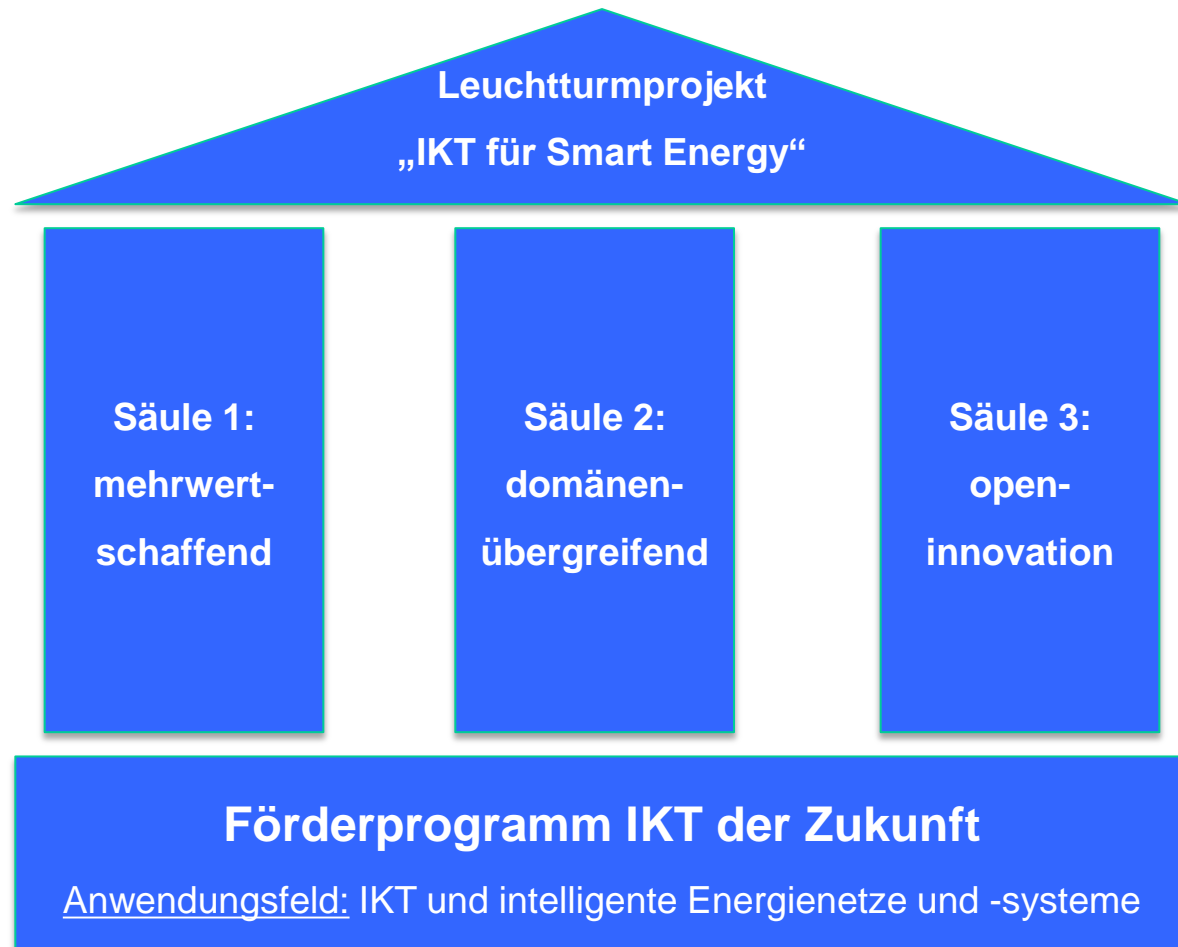 Leuchtturmprojekt
„IKT für Smart Energy“
Säule 1:
mehrwert-
schaffend
Säule 2:
domänen-
übergreifend
Säule 3:
open-
innovation
Förderprogramm IKT der Zukunft
Anwendungsfeld: IKT und intelligente Energienetze und -systeme